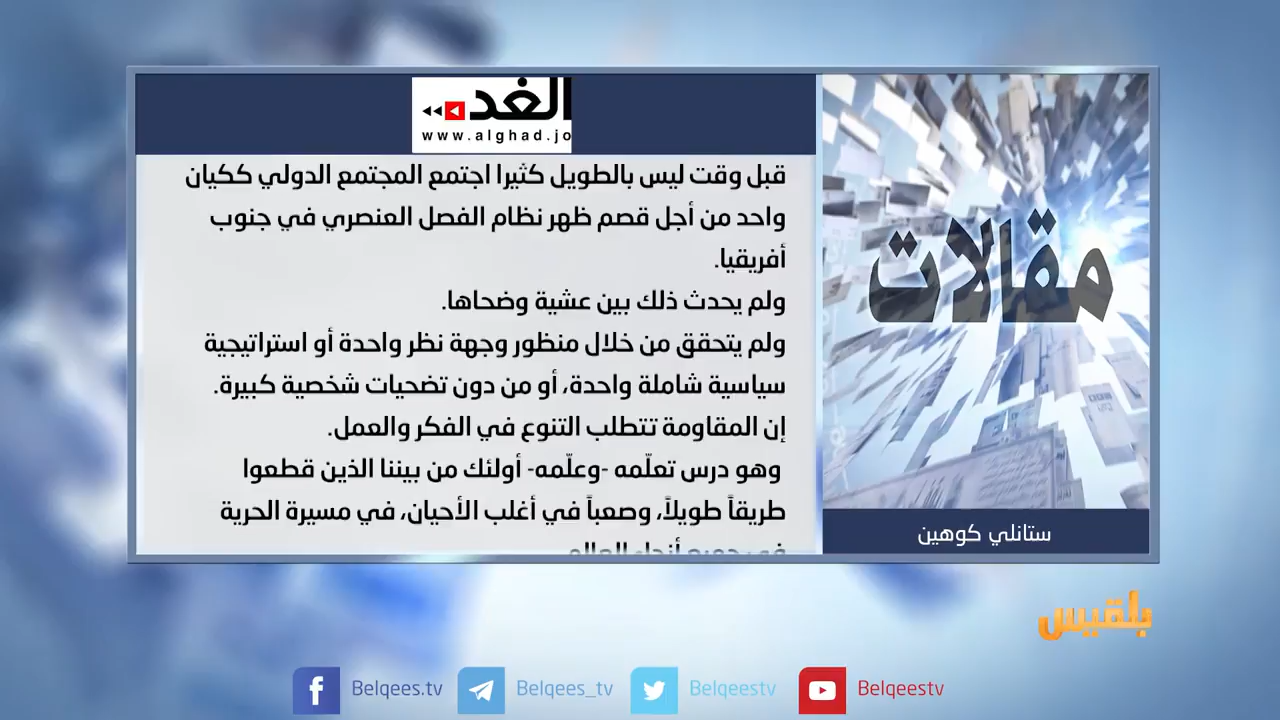 الغد
www.alghad.jo
قبل وقت ليس بالطويل كثيرا اجتمع المجتمع الدولي ككيان
واحد من أجل قصم ظهر نظام الفصل العنصري في جنوب
أفريقيا.
ولم يحدث ذلك بين عشية وضحاها.
ولم يتحقق من خلال منظور وجهة نظر واحدة أو استراتيجية
سياسية شاملة واحدة، أو من دون تضحيات شخصية كبيرة.
إن المقاومة تتطلب التنوع في الفكر والعمل.
وهو درس تعلّمه -وعلّمه- أولئك من بيننا الذين قطعوا
طريقاً طويلاً، وصعباً في أغلب الأحيان، في مسيرة الحرية
مقالات
ستانلي كوهين
بلقيس
Belqees.tv
Belqees_tv
Belqeestv
Belqeestv